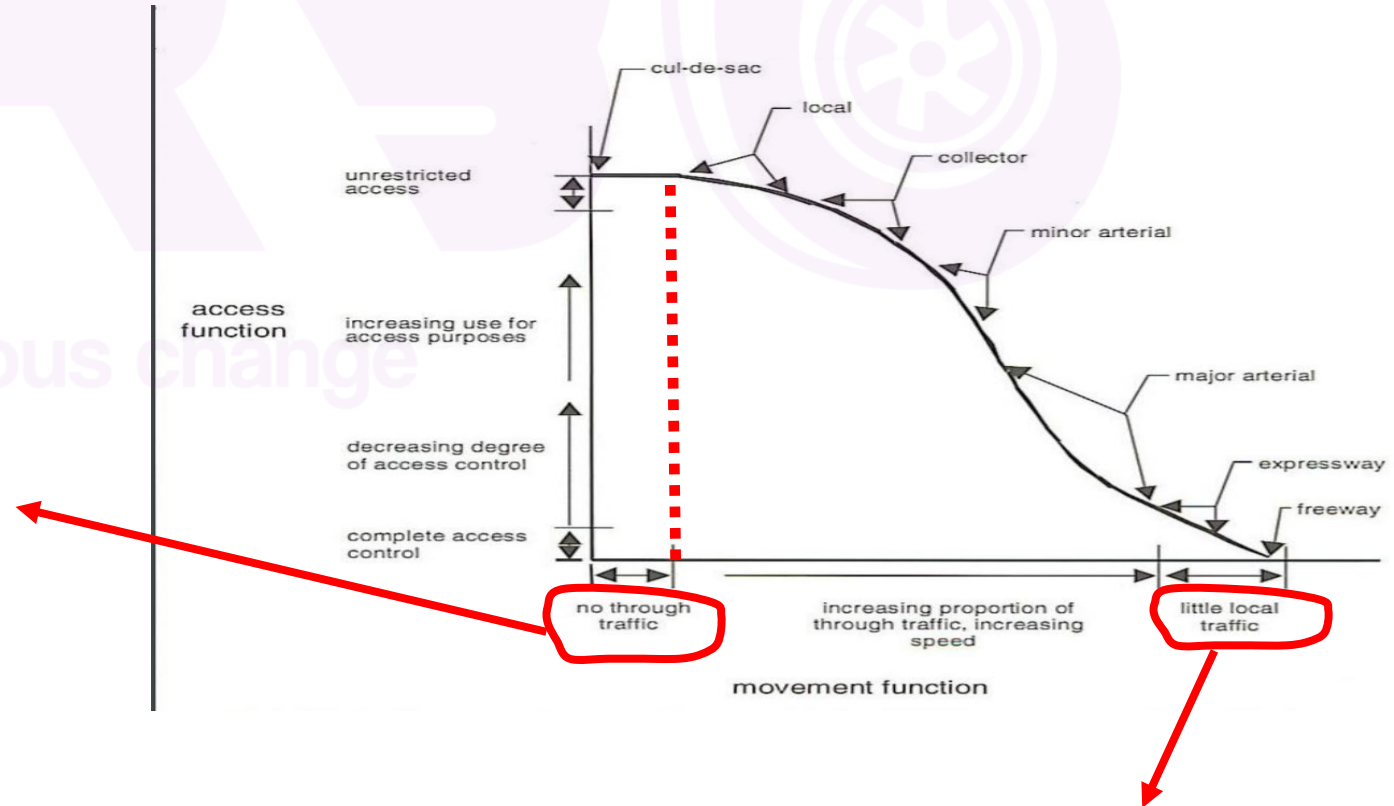 cul-de-sac
local
collector
unrestricted
access
minor arterial
access
function
increasing use for
access purposes
ous change
major arterial
decreasing degree
of access control
expressway
freeway
complete access
control
no through
traffic
increasing proportion of
through traffic, increasing
speed
little local
traffic
movement function